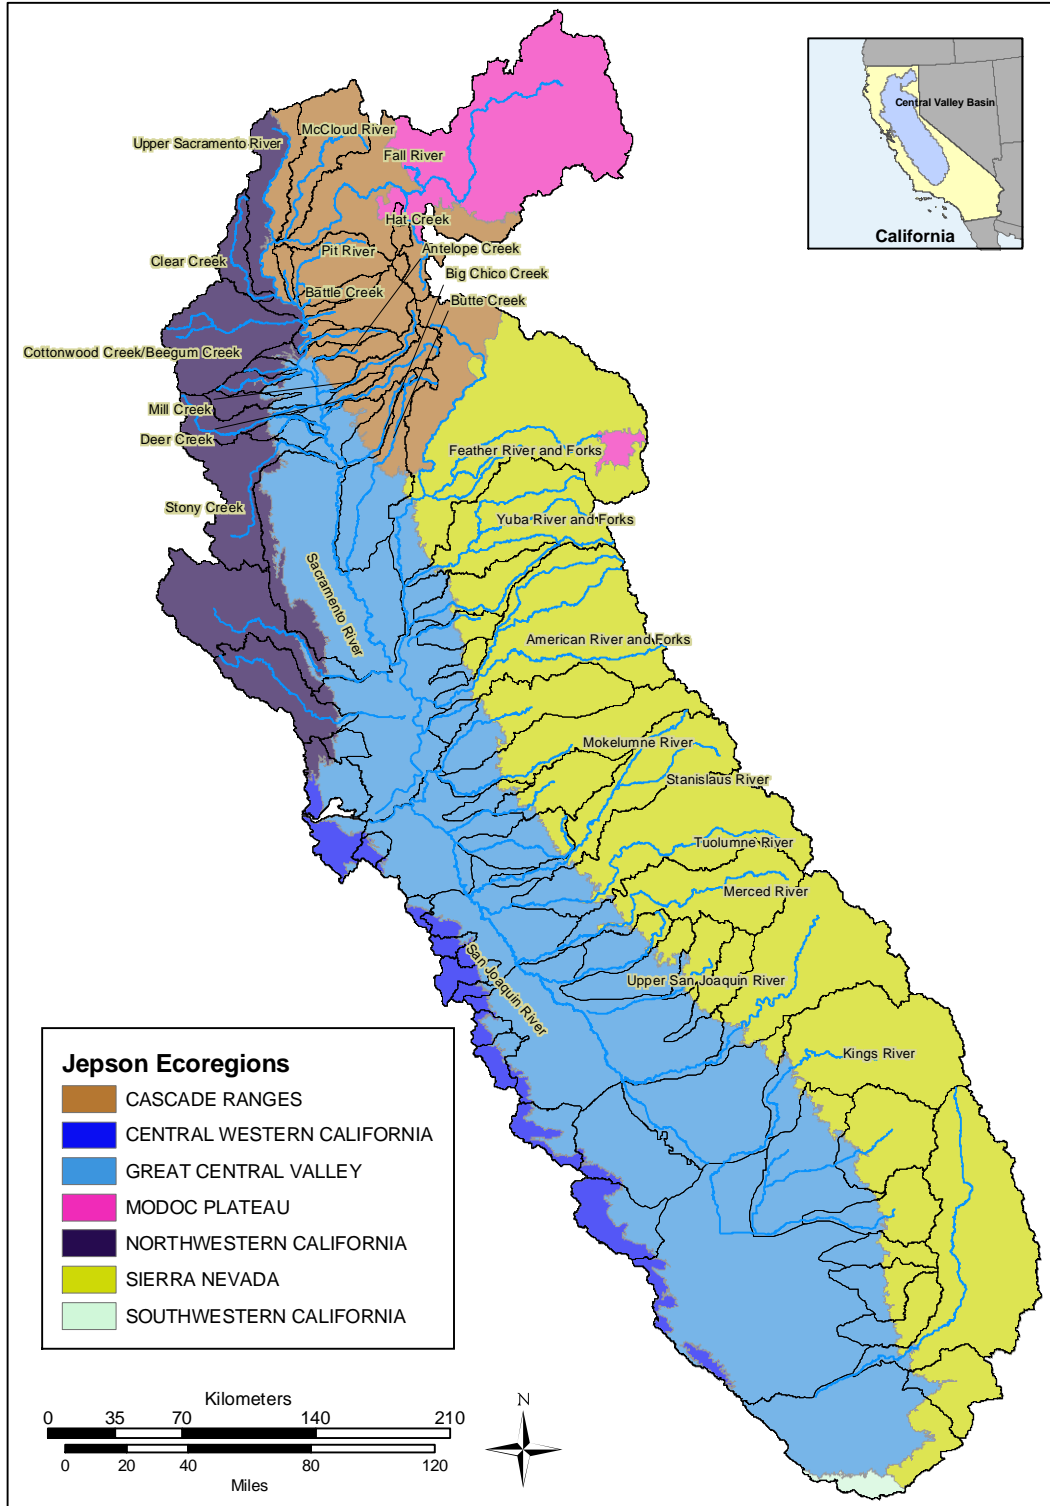 Central Valley Basin
California
McCloud River
Upper Sacramento River
Fall River
Hat Creek
Antelope Creek
Pit River
Clear Creek
Big Chico Creek
Battle Creek
Butte Creek
Cottonwood Creek/Beegum Creek
Mill Creek
Deer Creek
Feather River and Forks
Stony Creek
Yuba River and Forks
Sacramento River
American River and Forks
Mokelumne River
Stanislaus River
Tuolumne River
Merced River
San Joaquin River
Upper San Joaquin River
Kings River
Jepson Ecoregions
CASCADE RANGES
CENTRAL WESTERN CALIFORNIA
GREAT CENTRAL VALLEY
MODOC PLATEAU
NORTHWESTERN CALIFORNIA
SIERRA NEVADA
SOUTHWESTERN CALIFORNIA
Kilometers
0 35 70 140 210
0 20 40 80 120
Miles
N